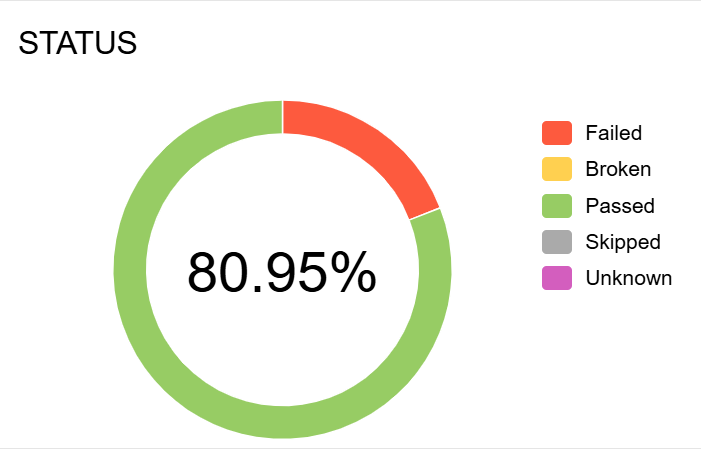 STATUS
80.95%
Failed
Broken
Passed
Skipped
Unknown